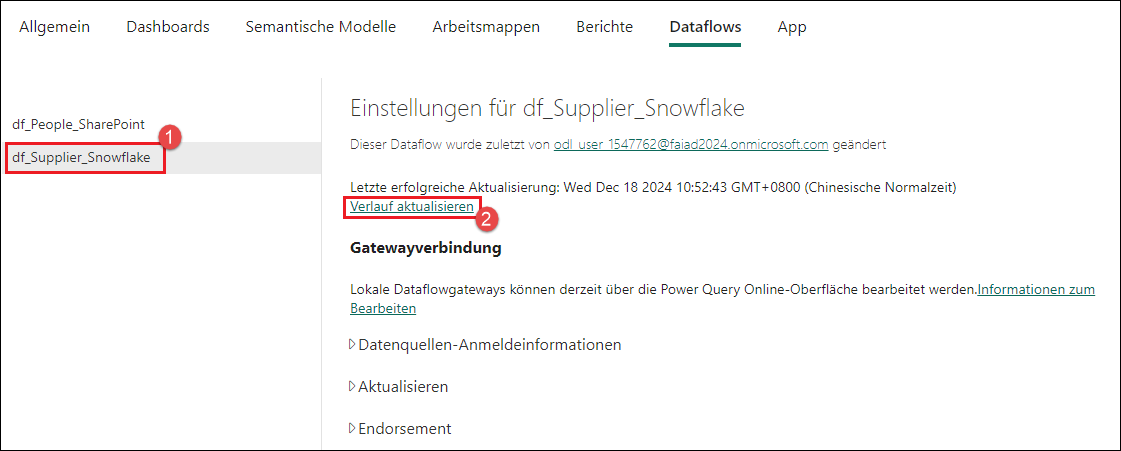 Allgemein Dashboards Semantische Modelle Arbeitsmappen Berichte Dataflows App
df_People_SharePoint
1
df_Supplier_Snowflake
Einstellungen für df_Supplier_Snowflake
Dieser Dataflow wurde zuletzt von odl_user_1547762@faiad2024.onmicrosoft.com geändert
Letzte erfolgreiche Aktualisierung: Wed Dec 18 2024 10:52:43 GMT+0800 (Chinesische Normalzeit)
Verlauf aktualisieren
2
Gatewayverbindung
Lokale Dataflowgateways können derzeit über die Power Query Online-Oberfläche bearbeitet werden.Informationen zum
Bearbeiten
Datenquellen-Anmeldeinformationen
Aktualisieren
Endorsement